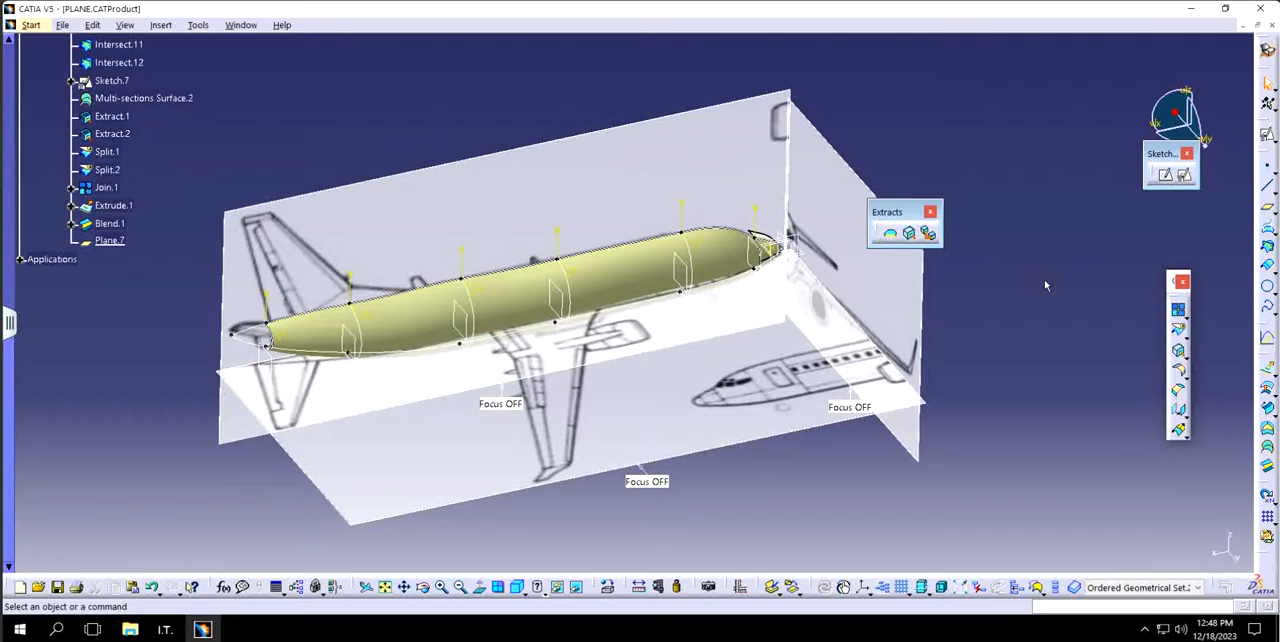 CATIA V5 - [PLANE.CATProduct]
Start File Edit View Insert Tools Window Help
Intersect.11
Intersect.12
Sketch.7
Multi-sections Surface.2
Extract.1
Extract.2
Split.1
Split.2
Join.1
Extrude.1
Blend.1
Plane.7
Applications
Sketch...
Extracts
Focus OFF
Focus OFF
Focus OFF
Ordered Geometrical Set.2
CATIA
Select an object or a command
I.T.
12:48 PM
12/18/2023